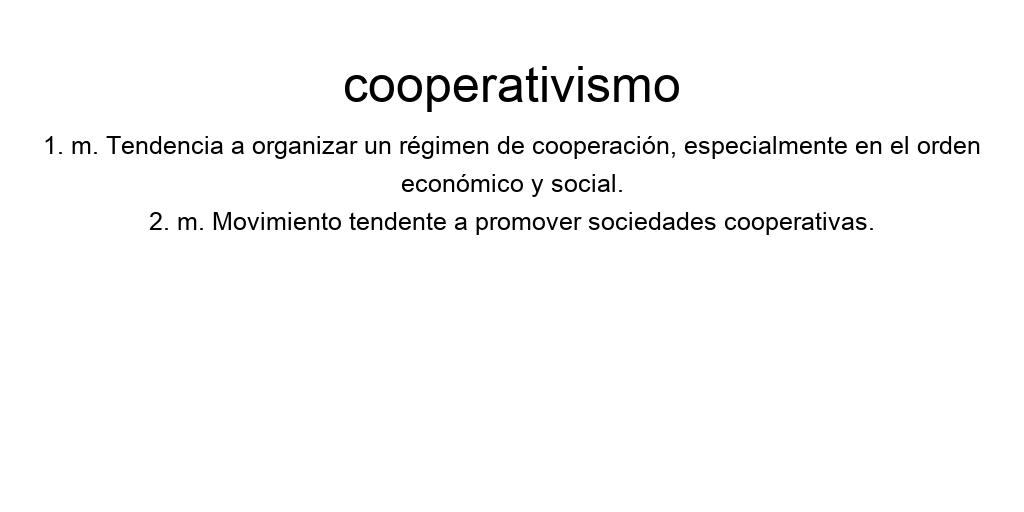 cooperativismo
1. m. Tendencia a organizar un régimen de cooperación, especialmente en el orden
económico y social.
2. m. Movimiento tendente a promover sociedades cooperativas.